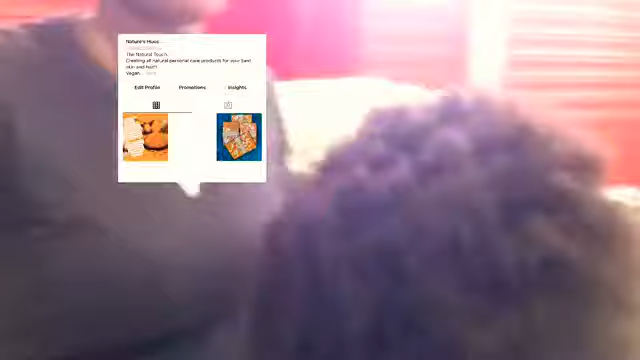 Nature's Hues
The Natural Touch.
Creating all natural personal care products for your best
skin and hair!!
Vegan
Edit Profile Promotions Insights